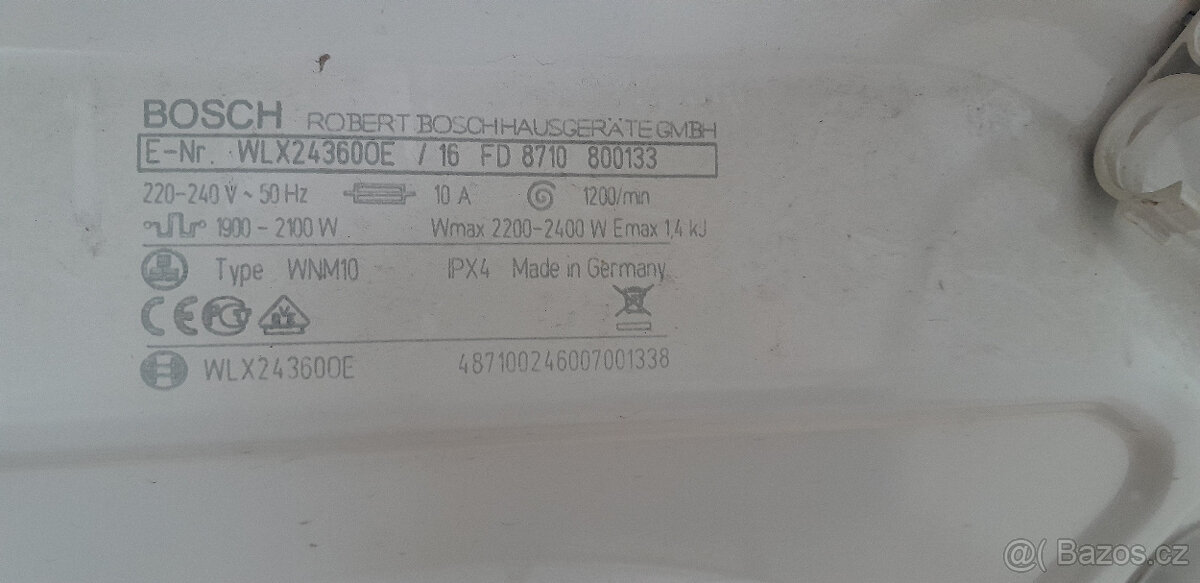 BOSCH ROBERT BOSCH HAUSGERÄTE GMBH
E-Nr. WLX24360OE / 16 FD 8710 800133
220-240 V ~ 50 Hz 10 A 1200/min
1900 - 2100 W Wmax 2200-2400 W Emax 1,4 kJ
Type WNM10 IPX4 Made in Germany
CE
WLX24360OE 487100246007001338
@( Bazos.cz